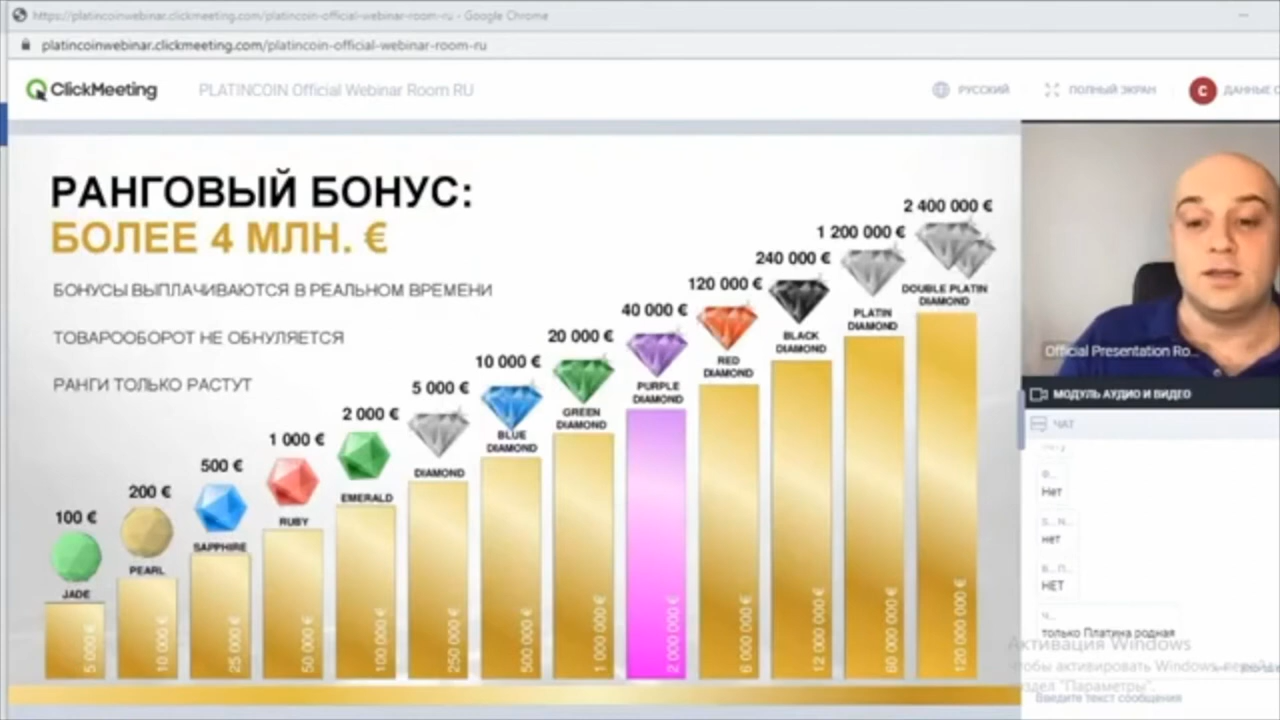 https://platincoinwebinar.clickmeeting.com/platincoin-official-webinar-room-ru - Google Chrome
platincoinwebinar.clickmeeting.com/platincoin-official-webinar-room-ru
ClickMeeting
PLATINCOIN Official Webinar Room RU
РУССКИЙ
ПОЛНЫЙ ЭКРАН
C
ДАННЫЕ
РАНГОВЫЙ БОНУС:
БОЛЕЕ 4 МЛН. €
БОНУСЫ ВЫПЛАЧИВАЮТСЯ В РЕАЛЬНОМ ВРЕМЕНИ
ТОВАРООБОРОТ НЕ ОБНУЛЯЕТСЯ
РАНГИ ТОЛЬКО РАСТУТ
100 €
JADE
5 000 €
200 €
PEARL
10 000 €
500 €
SAPPHIRE
25 000 €
1 000 €
RUBY
50 000 €
2 000 €
EMERALD
100 000 €
5 000 €
DIAMOND
250 000 €
10 000 €
BLUE
DIAMOND
500 000 €
20 000 €
GREEN
DIAMOND
1 000 000 €
40 000 €
PURPLE
DIAMOND
2 000 000 €
120 000 €
RED
DIAMOND
6 000 000 €
240 000 €
BLACK
DIAMOND
12 000 000 €
1 200 000 €
PLATIN
DIAMOND
60 000 000 €
2 400 000 €
DOUBLE PLATIN
DIAMOND
120 000 000 €
Official Presentation Ro...
МОДУЛЬ АУДИО И ВИДЕО
ЧАТ
Нет
нет
НЕТ
только Платина родная
Активация Windows
Чтобы активировать Windows
раздел "Параметры".
Введите текст сообщения